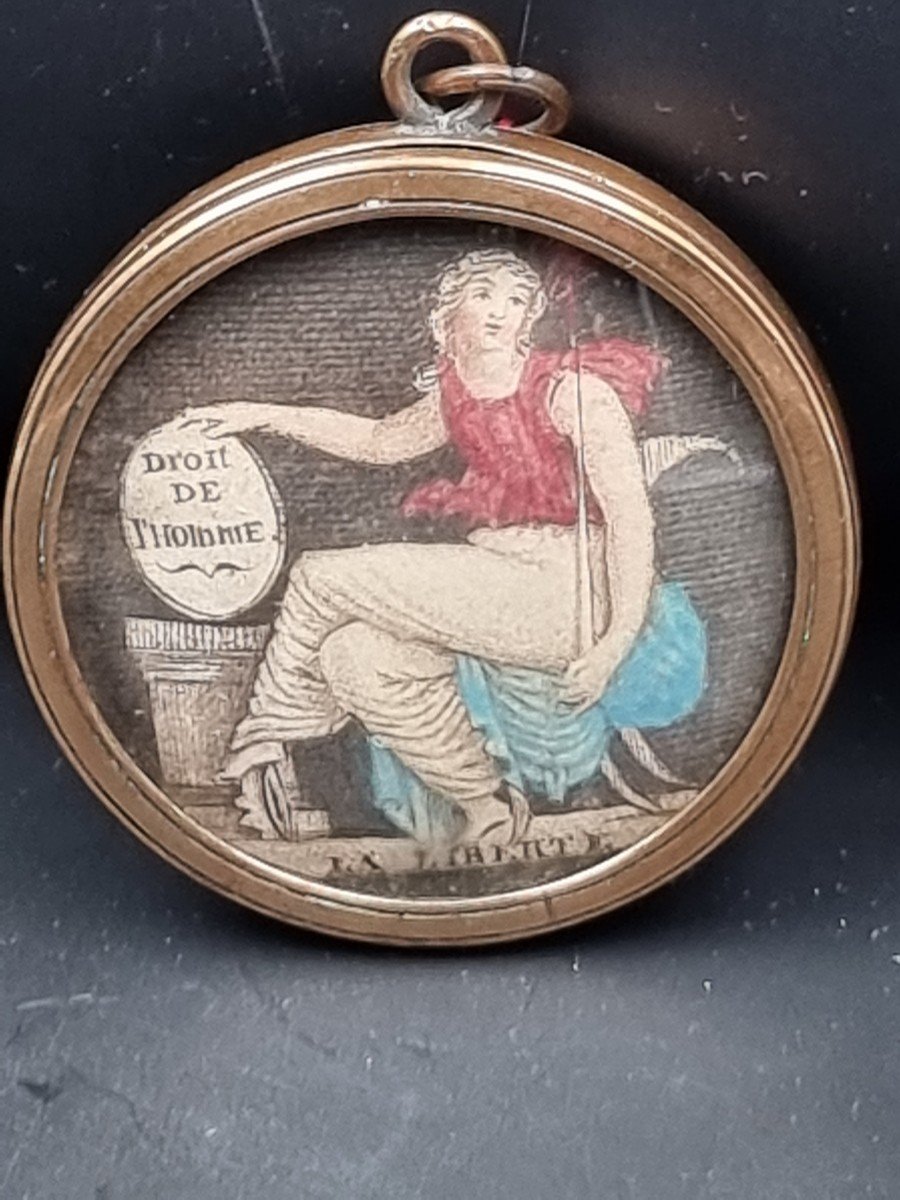 Droit
DE
l'HOMME.
LA LIBERTE